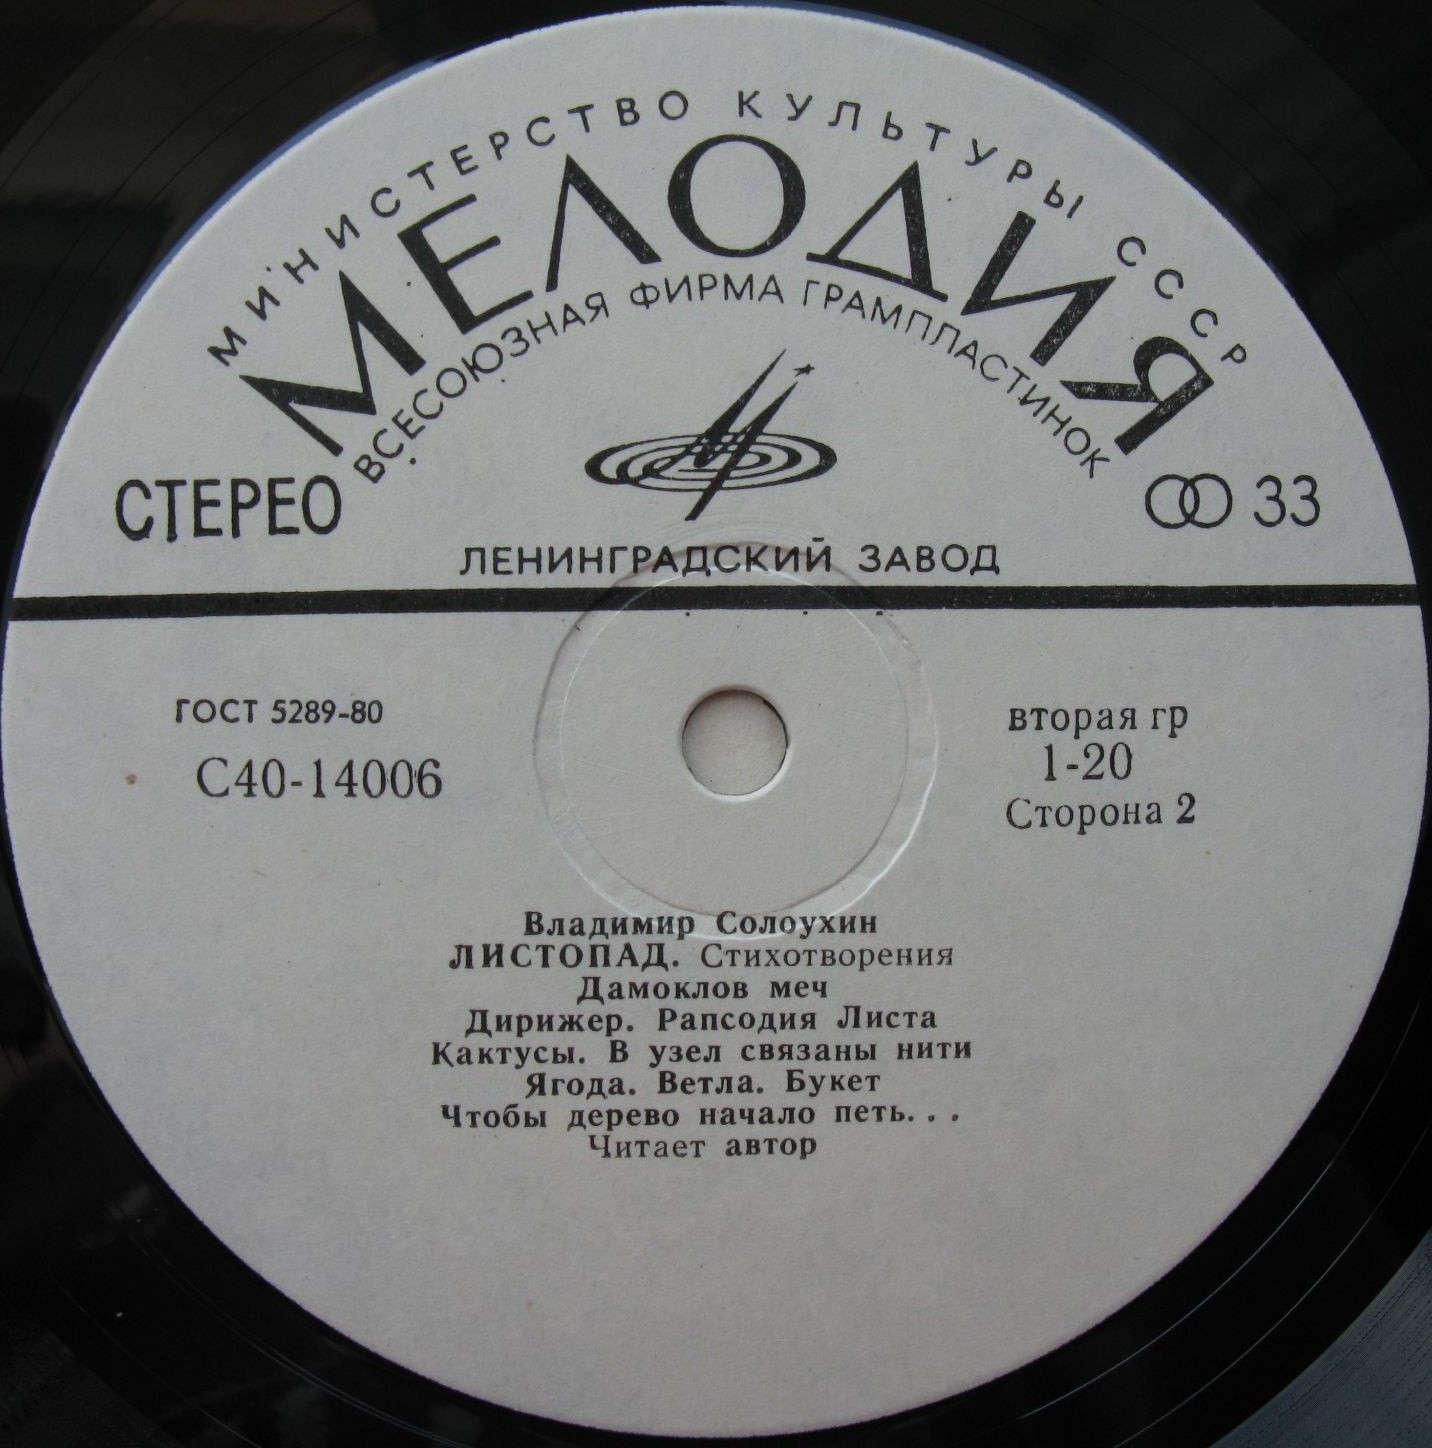 МИНИСТЕРСТВО КУЛЬТУРЫ СССР
МЕЛОДИЯ
ВСЕСОЮЗНАЯ ФИРМА ГРАМПЛАСТИНОК
СТЕРЕО
33
ЛЕНИНГРАДСКИЙ ЗАВОД
ГОСТ 5289-80
С40-14006
вторая гр
1-20
Сторона 2
Владимир Солоухин
ЛИСТОПАД. Стихотворения
Дамоклов меч
Дирижер. Рапсодия Листа
Кактусы. В узел связаны нити
Ягода. Ветла. Букет
Чтобы дерево начало петь. . .
Читает автор